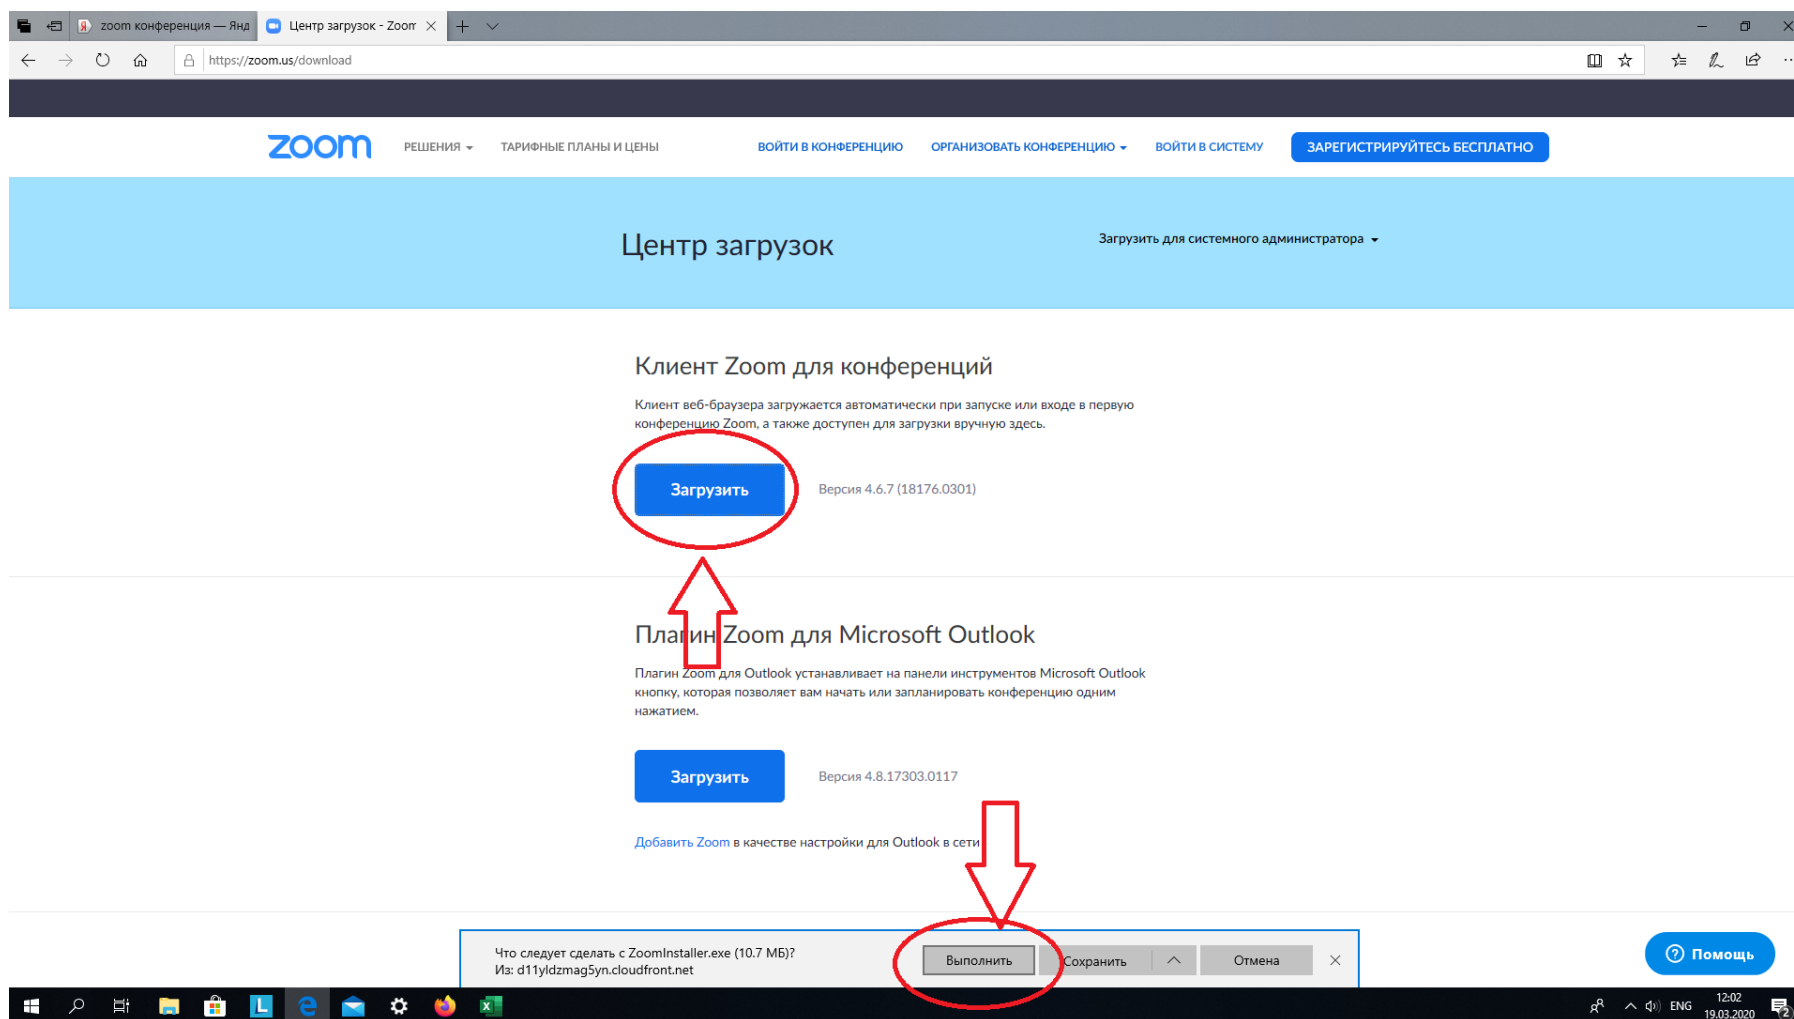 zoom конференция — Янд
Центр загрузок - Zoom
https://zoom.us/download
zoom
РЕШЕНИЯ
ТАРИФНЫЕ ПЛАНЫ И ЦЕНЫ
ВОЙТИ В КОНФЕРЕНЦИЮ
ОРГАНИЗОВАТЬ КОНФЕРЕНЦИЮ
ВОЙТИ В СИСТЕМУ
ЗАРЕГИСТРИРУЙТЕСЬ БЕСПЛАТНО
Центр загрузок
Загрузить для системного администратора
Клиент Zoom для конференций
Клиент веб-браузера загружается автоматически при запуске или входе в первую
конференцию Zoom, а также доступен для загрузки вручную здесь.
Загрузить
Версия 4.6.7 (18176.0301)
Плагин Zoom для Microsoft Outlook
Плагин Zoom для Outlook устанавливает на панели инструментов Microsoft Outlook
кнопку, которая позволяет вам начать или запланировать конференцию одним
нажатием.
Загрузить
Версия 4.8.17303.0117
Добавить Zoom в качестве настройки для Outlook в сети
Что следует сделать с ZoomInstaller.exe (10.7 МБ)?
Из: d11yldzmag5yn.cloudfront.net
Выполнить
Сохранить
Отмена
Помощь
ENG
12:02
19.03.2020
2